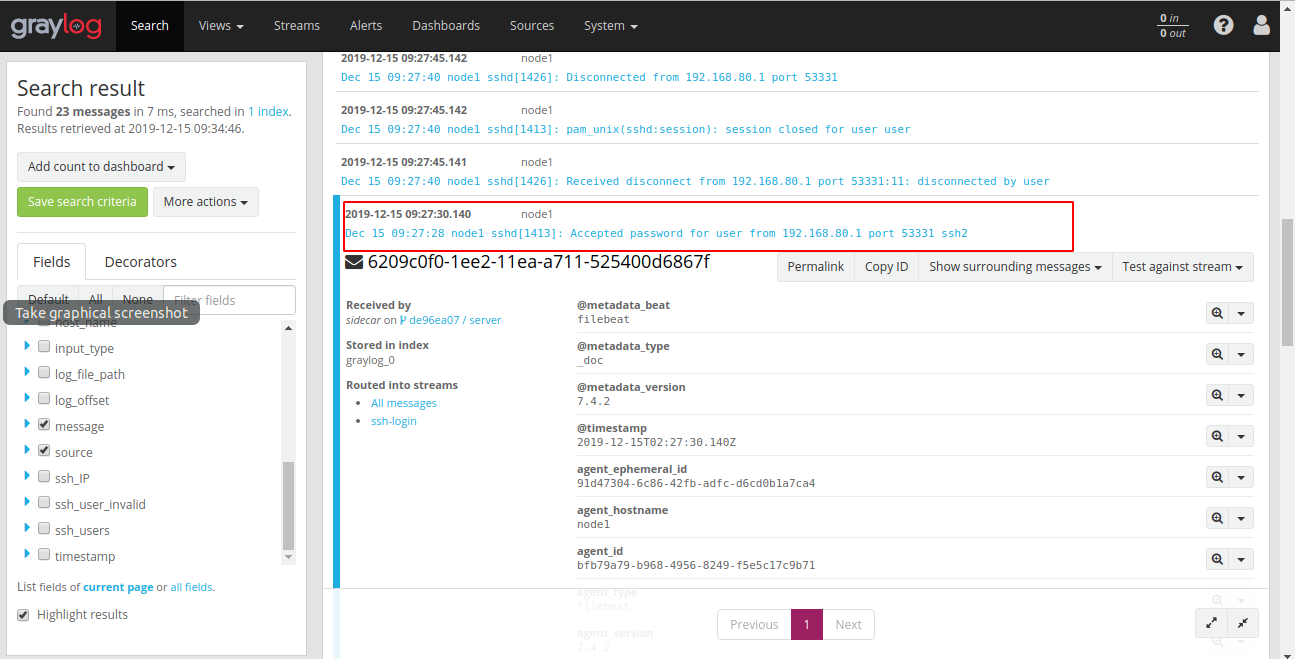 graylog Search Views Streams Alerts Dashboards Sources System 0 in
0 out
Search result
Found 23 messages in 7 ms, searched in 1 index.
Results retrieved at 2019-12-15 09:34:46.
Add count to dashboard
Save search criteria More actions
Fields Decorators
Default All None Filter fields
Take graphical screenshot
host_name
input_type
log_file_path
log_offset
message
source
ssh_IP
ssh_user_invalid
ssh_users
timestamp
List fields of current page or all fields.
Highlight results
2019-12-15 09:27:45.142 node1
Dec 15 09:27:40 node1 sshd[1426]: Disconnected from 192.168.80.1 port 53331
2019-12-15 09:27:45.142 node1
Dec 15 09:27:40 node1 sshd[1413]: pam_unix(sshd:session): session closed for user user
2019-12-15 09:27:45.141 node1
Dec 15 09:27:40 node1 sshd[1426]: Received disconnect from 192.168.80.1 port 53331:11: disconnected by user
2019-12-15 09:27:30.140 node1
Dec 15 09:27:28 node1 sshd[1413]: Accepted password for user from 192.168.80.1 port 53331 ssh2
6209c0f0-1ee2-11ea-a711-525400d6867f Permalink Copy ID Show surrounding messages Test against stream
Received by
sidecar on de96ea07 / server
Stored in index
graylog_0
Routed into streams
All messages
ssh-login
@metadata_beat
filebeat
@metadata_type
_doc
@metadata_version
7.4.2
@timestamp
2019-12-15T02:27:30.140Z
agent_ephemeral_id
91d47304-6c86-42fb-adfc-d6cd0b1a7ca4
agent_hostname
node1
agent_id
bfb79a79-b968-4956-8249-f5e5c17c9b71
agent_type
filebeat
agent_version
7.4.2
Previous 1 Next